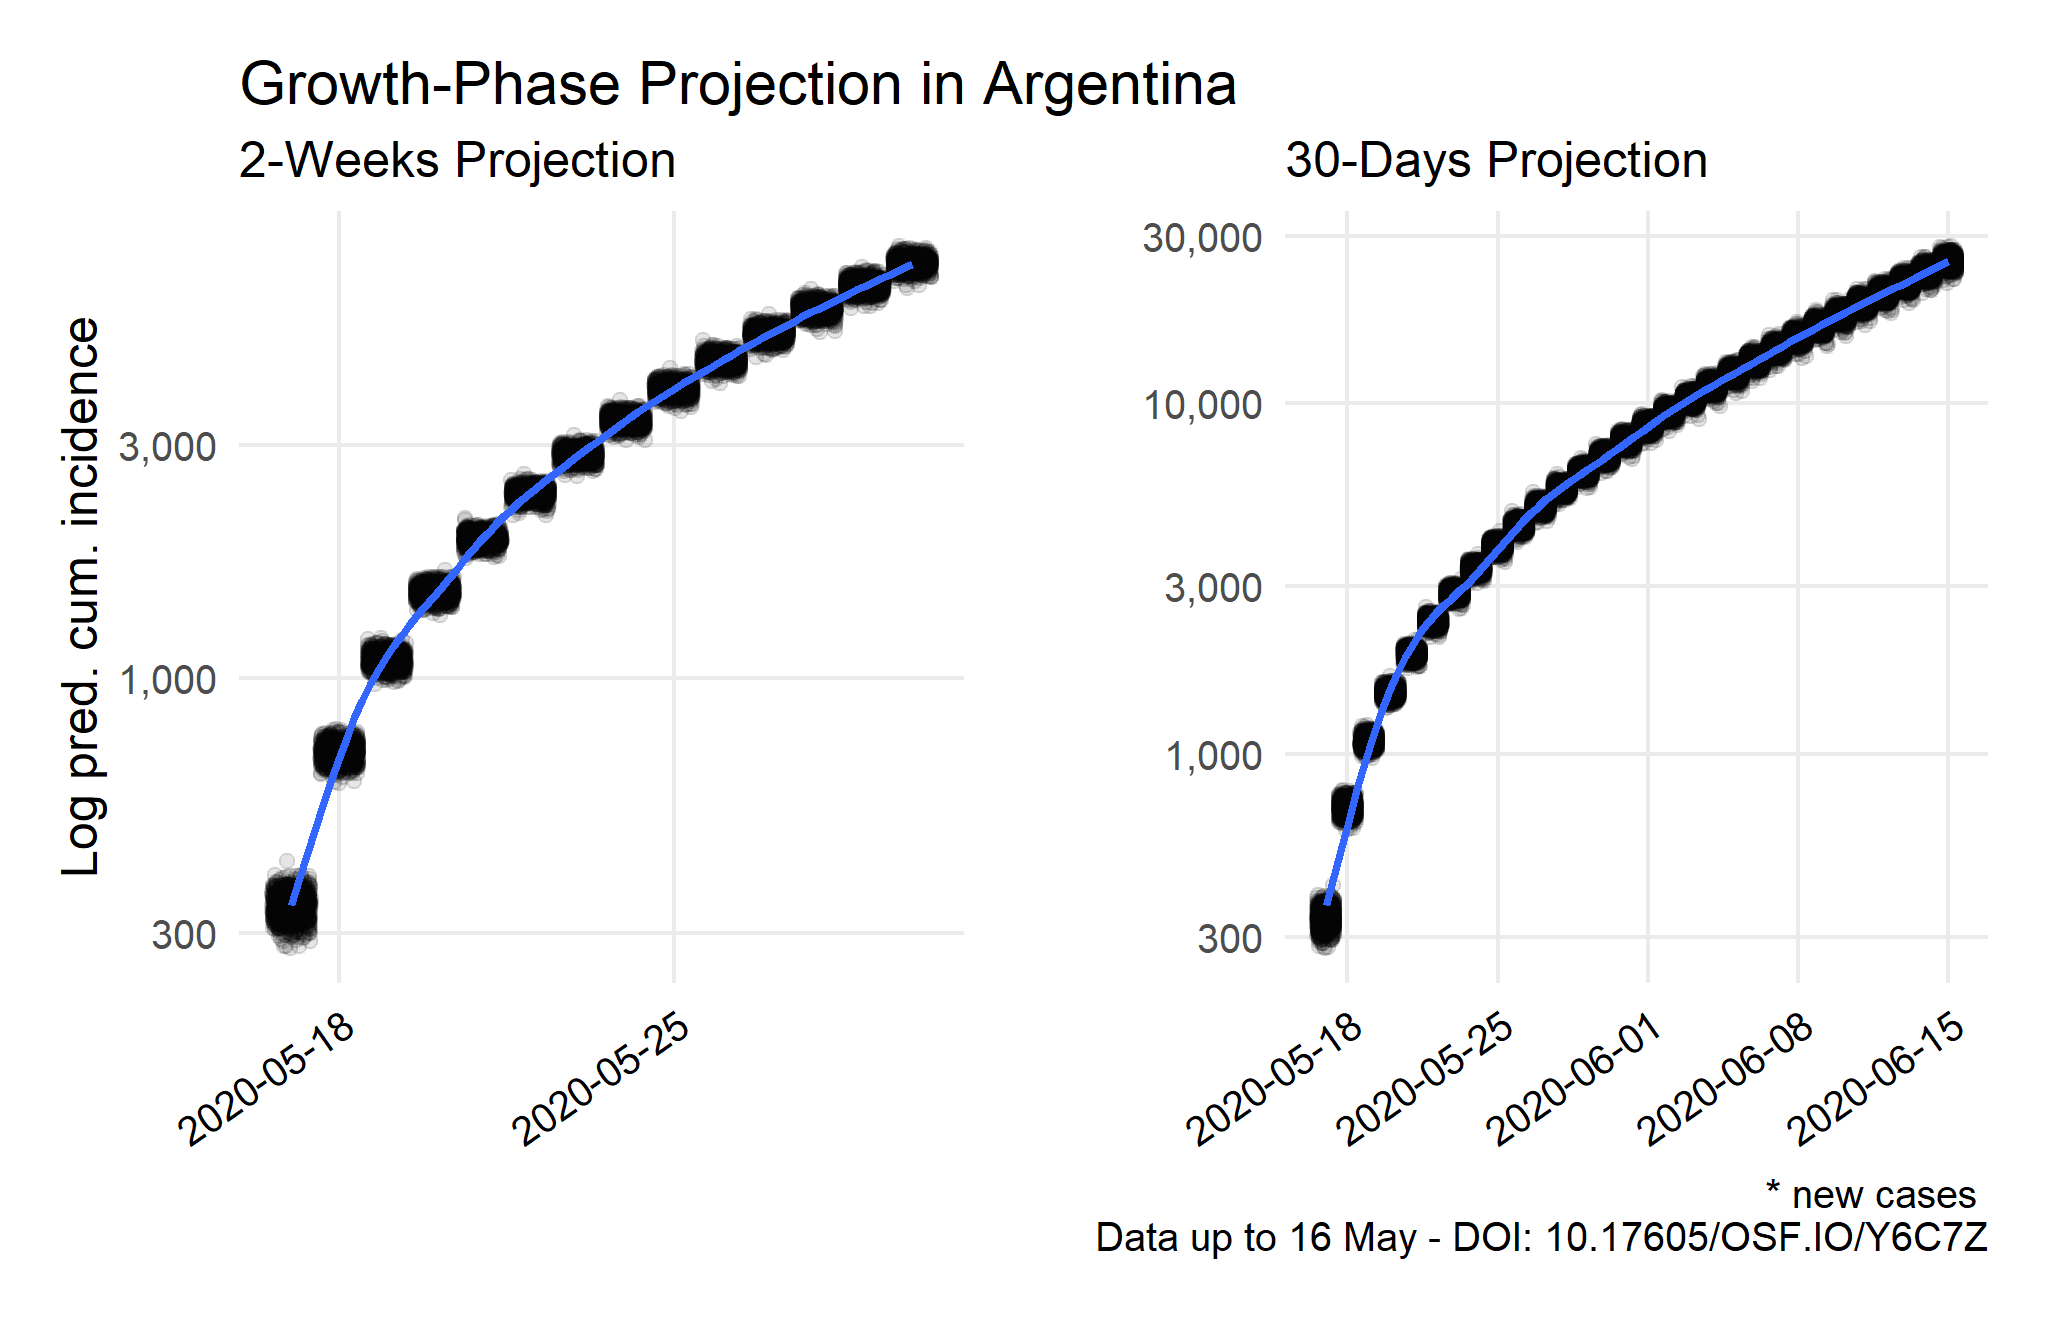 Growth-Phase Projection in Argentina
2-Weeks Projection
Log pred. cum. incidence
3,000
1,000
300
2020-05-18
2020-05-25
30-Days Projection
30,000
10,000
3,000
1,000
300
2020-05-18
2020-05-25
2020-06-01
2020-06-08
2020-06-15
* new cases
Data up to 16 May - DOI: 10.17605/OSF.IO/Y6C7Z